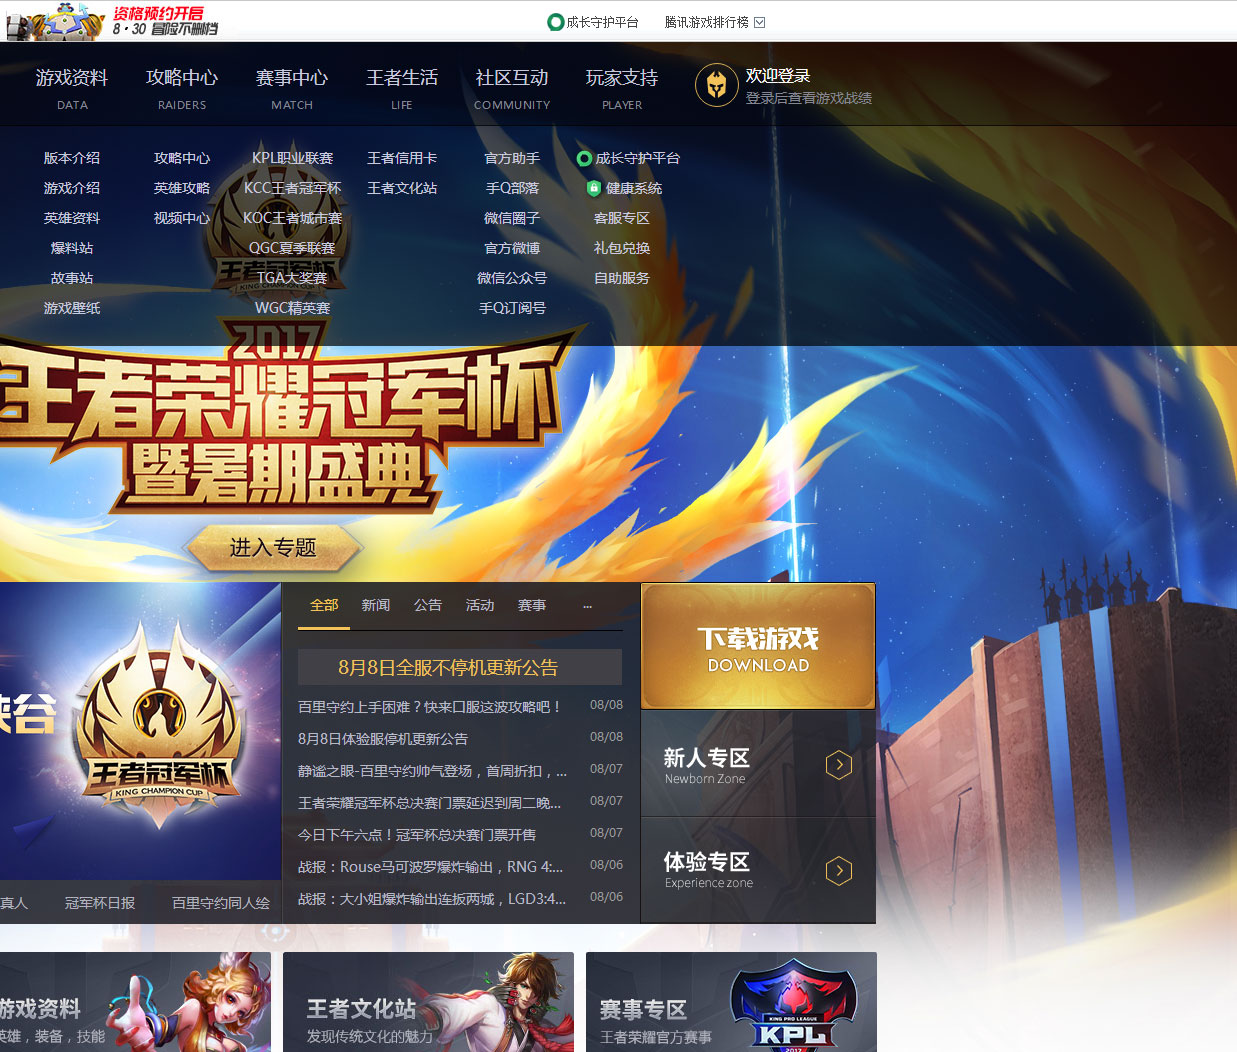 资格预约开启
8·30 冒险不删档
成长守护平台
腾讯游戏排行榜
游戏资料
攻略中心
赛事中心
王者生活
社区互动
玩家支持
欢迎登录
DATA
RAIDERS
MATCH
LIFE
COMMUNITY
PLAYER
登录后查看游戏战绩
版本介绍
攻略中心
KPL职业联赛
王者信用卡
官方助手
成长守护平台
游戏介绍
英雄攻略
KCC王者冠军杯
王者文化站
手Q部落
健康系统
英雄资料
视频中心
KOC王者城市赛
微信圈子
客服专区
爆料站
QGC夏季联赛
官方微博
礼包兑换
故事站
TGA大奖赛
微信公众号
自助服务
游戏壁纸
WGC精英赛
手Q订阅号
王者冠军杯
KING CHAMPION CUP
2017
王者荣耀冠军杯
暨暑期盛典
进入专题
峡谷
王者冠军杯
KING CHAMPION CUP
真人
冠军杯日报
百里守约同人绘
全部
新闻
公告
活动
赛事
...
8月8日全服不停机更新公告
百里守约上手困难？快来口服这波攻略吧！ 08/08
8月8日体验服停机更新公告 08/08
静谧之眼-百里守约帅气登场，首周折扣，... 08/07
王者荣耀冠军杯总决赛门票延迟到周二晚... 08/07
今日下午六点！冠军杯总决赛门票开售 08/07
战报：Rouse马可波罗爆炸输出，RNG 4:... 08/06
战报：大小姐爆炸输出连扳两城，LGD3:4... 08/06
下载游戏
DOWNLOAD
新人专区
Newborn Zone
体验专区
Experience zone
游戏资料
英雄，装备，技能
王者文化站
发现传统文化的魅力
赛事专区
王者荣耀官方赛事
KING PRO LEAGUE
KPL
2017